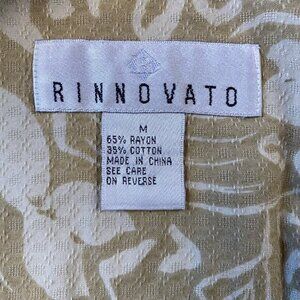 RINNOVATO
M
65% RAYON
35% COTTON
MADE IN CHINA
SEE CARE
ON REVERSE